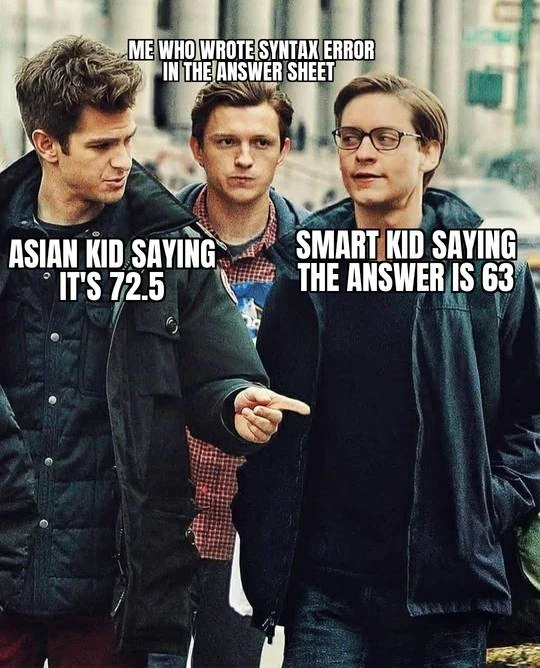 ME WHO WROTE SYNTAX ERROR
IN THE ANSWER SHEET
ASIAN KID SAYING
IT'S 72.5
SMART KID SAYING
THE ANSWER IS 63